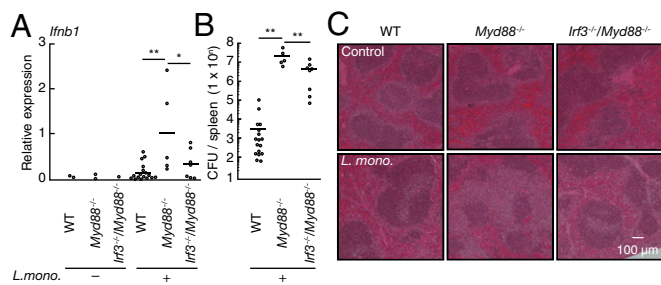 A
Ifnb1
Relative expression
3
2
1
0
**
*
WT
Myd88-/-
Irf3-/-/Myd88-/-
WT
Myd88-/-
Irf3-/-/Myd88-/-
L.mono.
–
+
B
CFU / spleen (1 x 10ⁿ)
8
7
6
5
4
3
2
1
**
**
WT
Myd88-/-
Irf3-/-/Myd88-/-
+
C
WT
Myd88-/-
Irf3-/-/Myd88-/-
Control
L. mono.
100 µm